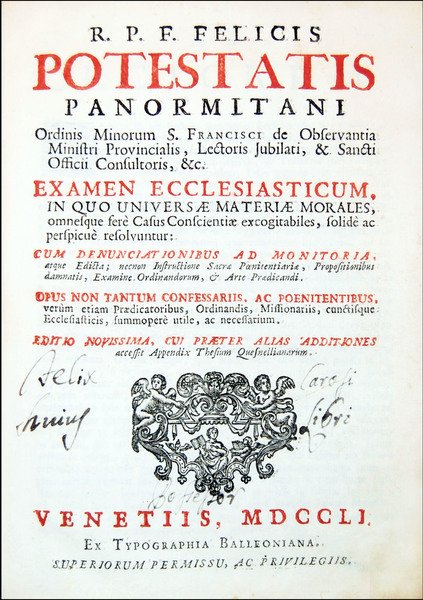 R. P. F. FELICIS
POTESTATIS
PANORMITANI
Ordinis Minorum S. FRANCISCI de Observantia
Ministri Provincialis, Lectoris Jubilati, & Sancti
Officii Consultoris, &c.
EXAMEN ECCLESIASTICUM,
IN QUO UNIVERSÆ MATERIÆ MORALES,
omnesque ferè Casus Conscientiæ excogitabiles, solidè ac
perspicuè resolvuntur:
CUM DENUNCIATIONIBUS AD MONITORIA,
atque Edicta; necnon Instructione Sacræ Pœnitentiariæ, Propositionibus
damnatis, Examine Ordinandorum, & Arte Prædicandi.
OPUS NON TANTUM CONFESSARIIS, AC POENITENTIBUS,
verùm etiam Prædicatoribus, Ordinandis, Missionariis, cunctisque
Ecclesiasticis, summoperè utile, ac necessarium.
EDITIO NOVISSIMA, CUI PRÆTER ALIAS ADDITIONES
accessit Appendix Thesum Quesnellianarum.
Felix
hujus
libri
VENETIIS, MDCCLI.
EX TYPOGRAPHIA BALLEONIANA.
SUPERIORUM PERMISSU, AC PRIVILEGIIS.